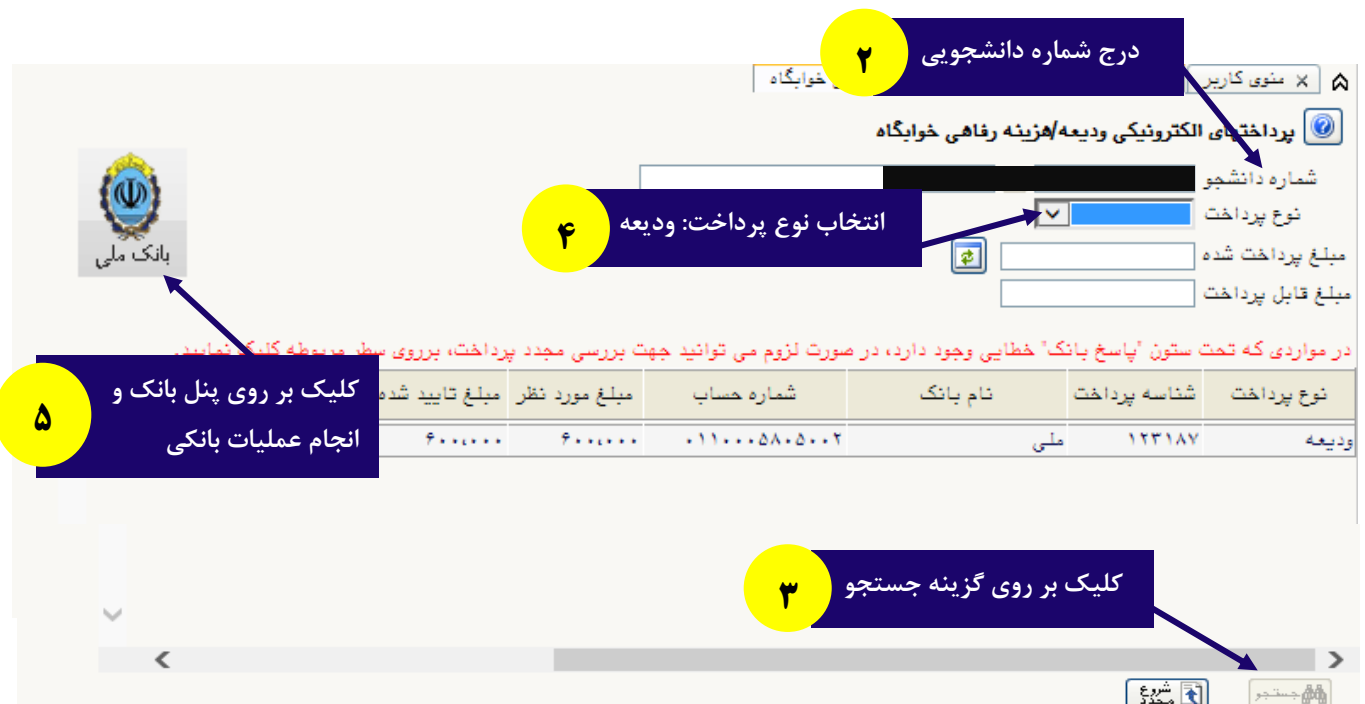 درج شماره دانشجویی
۲
منوی کاربر
خوابگاه
پرداختهای الکترونیکی ودیعه/هزینه رفاهی خوابگاه
شماره دانشجو
نوع پرداخت
انتخاب نوع پرداخت: ودیعه
۴
مبلغ پرداخت شده
مبلغ قابل پرداخت
بانک ملی
در مواردی که تحت ستون "پاسخ بانک" خطایی وجود دارد، در صورت لزوم می توانید جهت بررسی مجدد پرداخت، برروی سطر مربوطه کلیک نمایید.
نوع پرداخت شناسه پرداخت نام بانک شماره حساب مبلغ مورد نظر مبلغ تایید شده
ودیعه ۱۲۳۱۸۷ ملی ۰۱۱۰۰۰۵۸۰۵۰۰۲ ۶۰۰,۰۰۰ ۶۰۰,۰۰۰
کلیک بر روی پنل بانک و
انجام عملیات بانکی
۵
کلیک بر روی گزینه جستجو
۳
جستجو
شروع مجدد